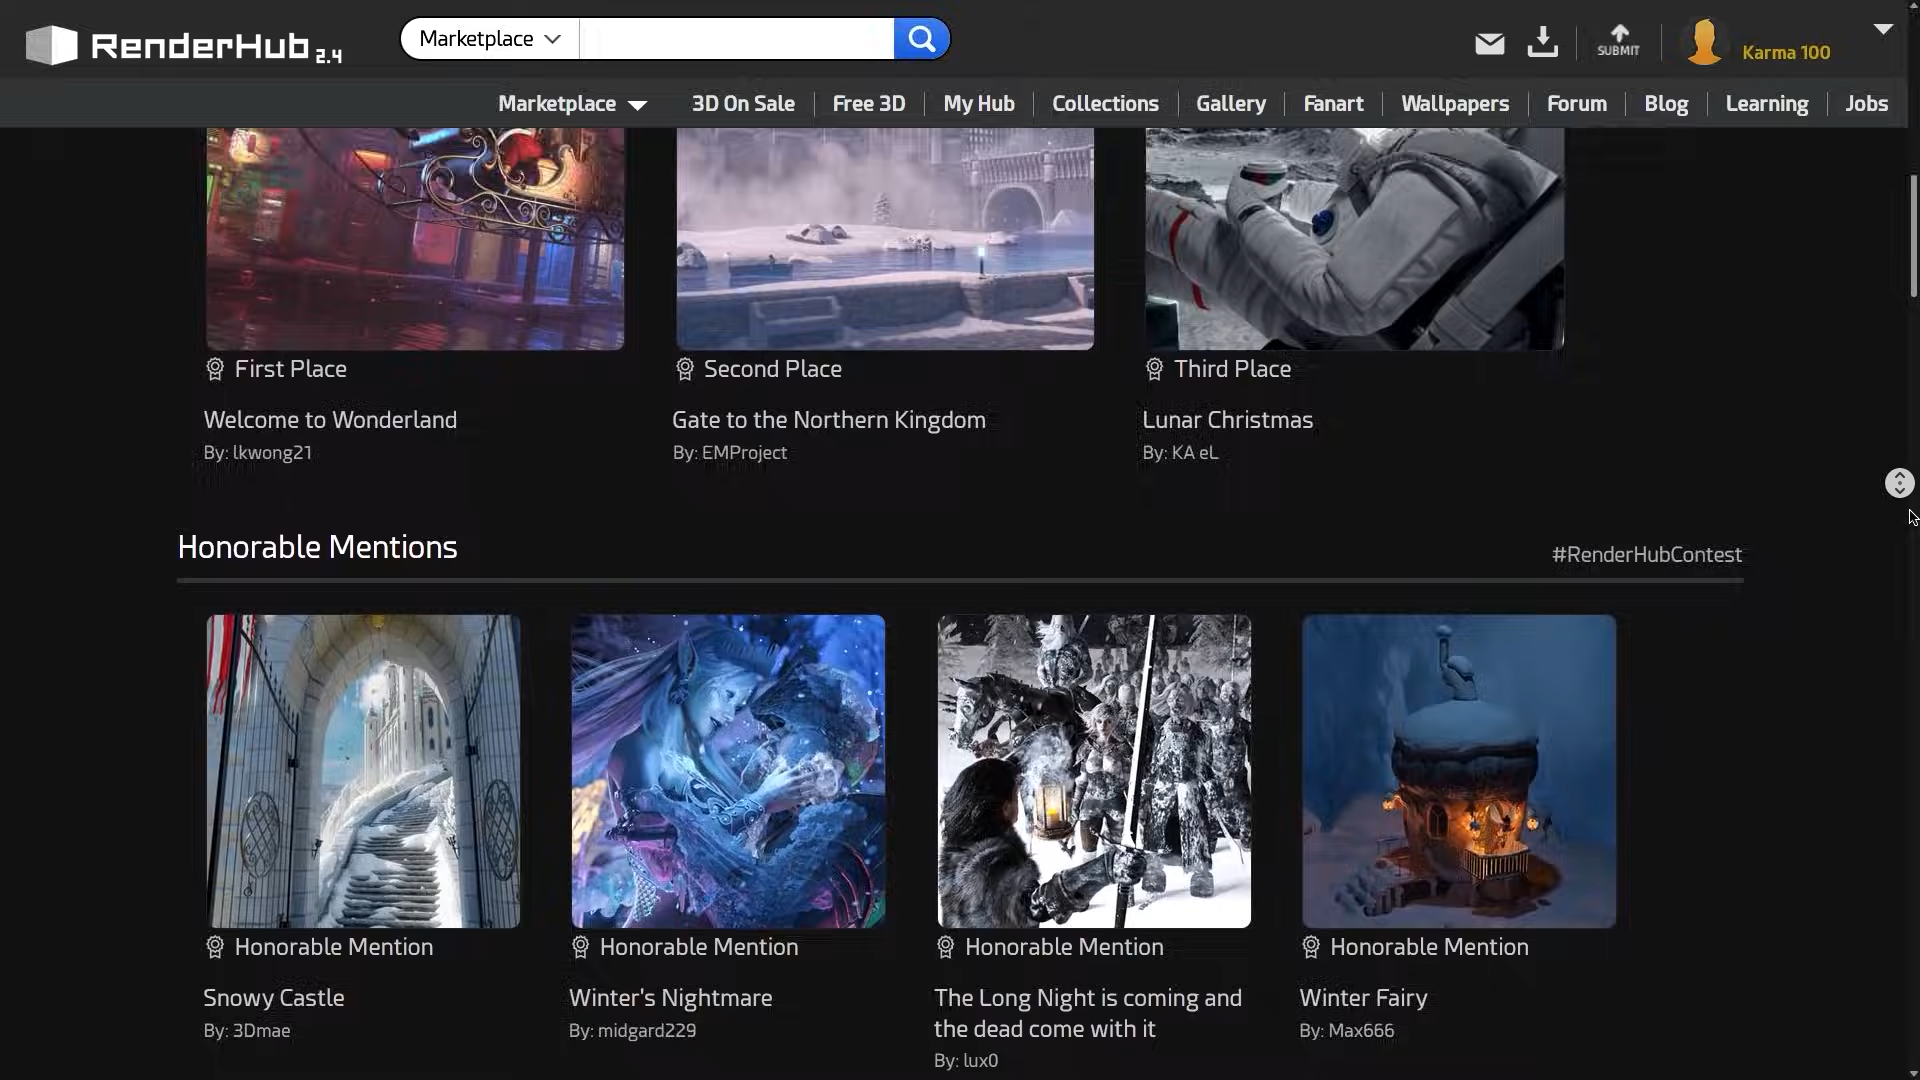 RenderHub 2.4
Marketplace
SUBMIT
Karma 100
Marketplace
3D On Sale
Free 3D
My Hub
Collections
Gallery
Fanart
Wallpapers
Forum
Blog
Learning
Jobs
First Place
Welcome to Wonderland
By: lkwong21
Second Place
Gate to the Northern Kingdom
By: EMProject
Third Place
Lunar Christmas
By: KA eL
Honorable Mentions
#RenderHubContest
Honorable Mention
Snowy Castle
By: 3Dmae
Honorable Mention
Winter's Nightmare
By: midgard229
Honorable Mention
The Long Night is coming and
the dead come with it
By: lux0
Honorable Mention
Winter Fairy
By: Max666